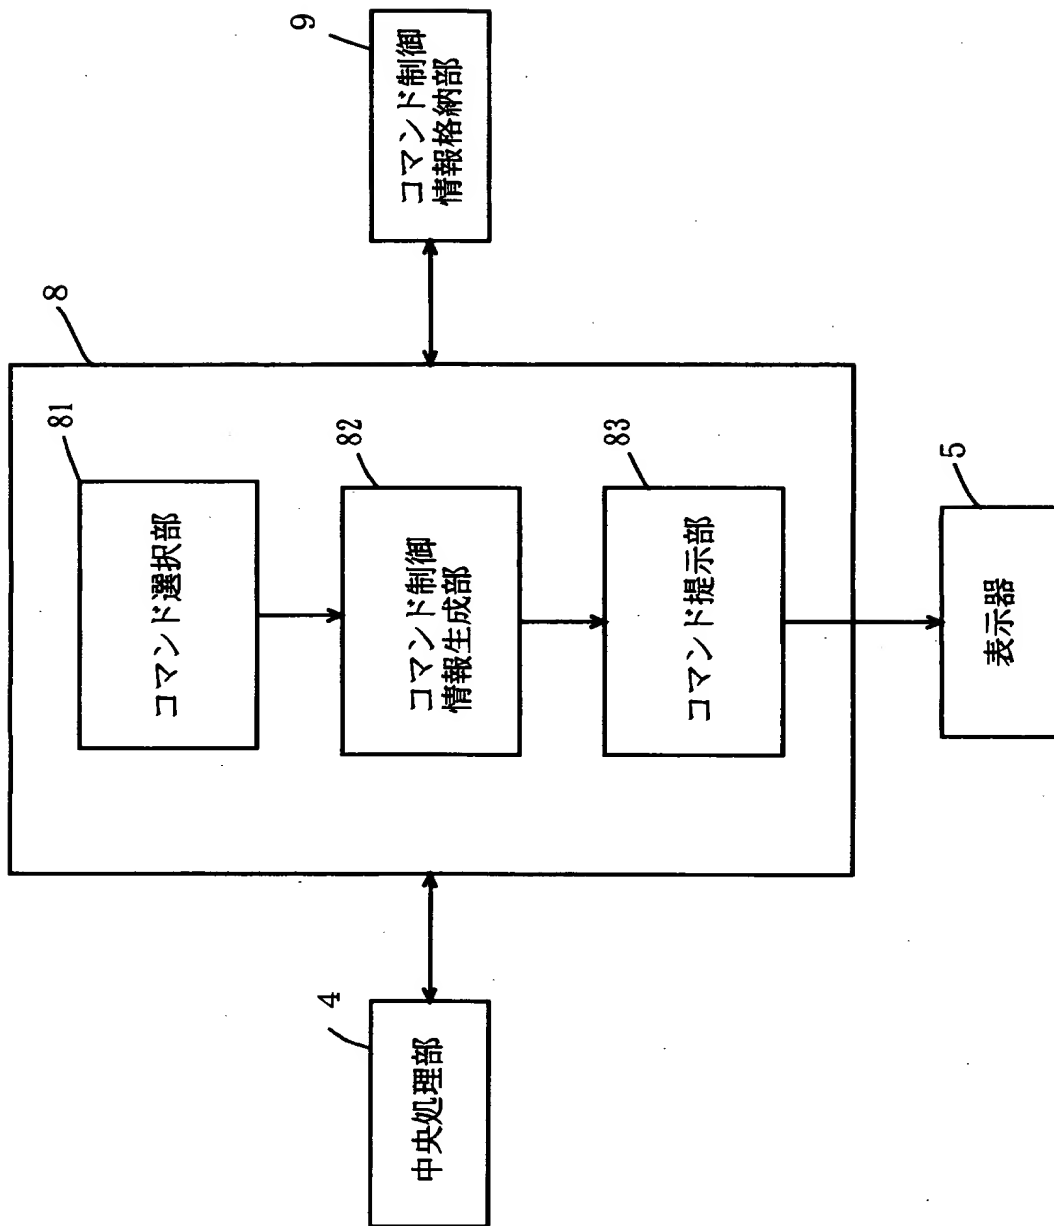 8
81
コマンド選択部
82
コマンド制御
情報生成部
83
コマンド提示部
4
中央処理部
9
コマンド制御
情報格納部
5
表示器